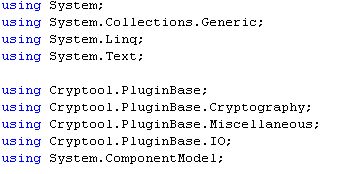 using System;
using System.Collections.Generic;
using System.Linq;
using System.Text;
using Cryptool.PluginBase;
using Cryptool.PluginBase.Cryptography;
using Cryptool.PluginBase.Miscellaneous;
using Cryptool.PluginBase.IO;
using System.ComponentModel;